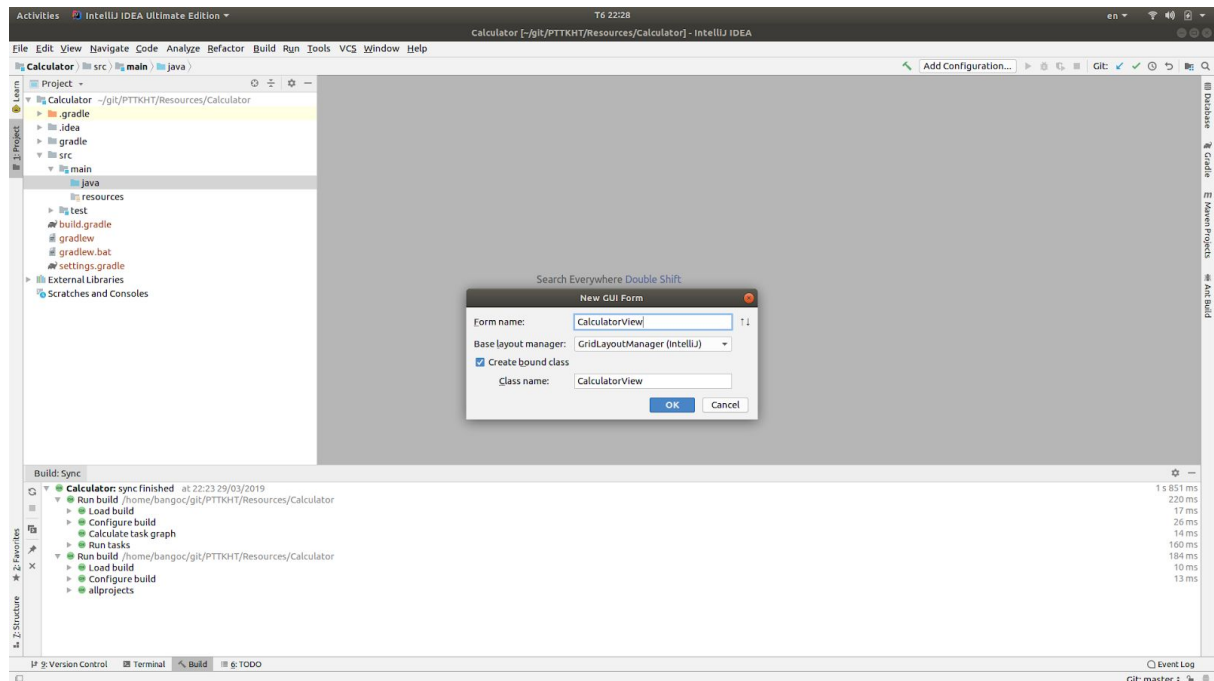 Activities IntelliJ IDEA Ultimate Edition T6 22:28 en
Calculator [~/git/PTTKHT/Resources/Calculator] - IntelliJ IDEA
File Edit View Navigate Code Analyze Refactor Build Run Tools VCS Window Help
Calculator src main java Add Configuration... Git:
Learn
1: Project
Project
Calculator ~/git/PTTKHT/Resources/Calculator
.gradle
.idea
gradle
src
main
java
resources
test
build.gradle
gradlew
gradlew.bat
settings.gradle
External Libraries
Scratches and Consoles
Search Everywhere Double Shift
New GUI Form
Form name: CalculatorView
Base layout manager: GridLayoutManager (IntelliJ)
Create bound class
Class name: CalculatorView
OK Cancel
Database
Gradle
m Maven Projects
Ant Build
Build: Sync
Calculator: sync finished at 22:23 29/03/2019 1 s 851 ms
Run build /home/bangoc/git/PTTKHT/Resources/Calculator 220 ms
Load build 17 ms
Configure build 26 ms
Calculate task graph 14 ms
Run tasks 160 ms
Run build /home/bangoc/git/PTTKHT/Resources/Calculator 184 ms
Load build 10 ms
Configure build 13 ms
allprojects
2: Favorites
Z: Structure
9: Version Control Terminal Build 6: TODO Event Log
Git: master